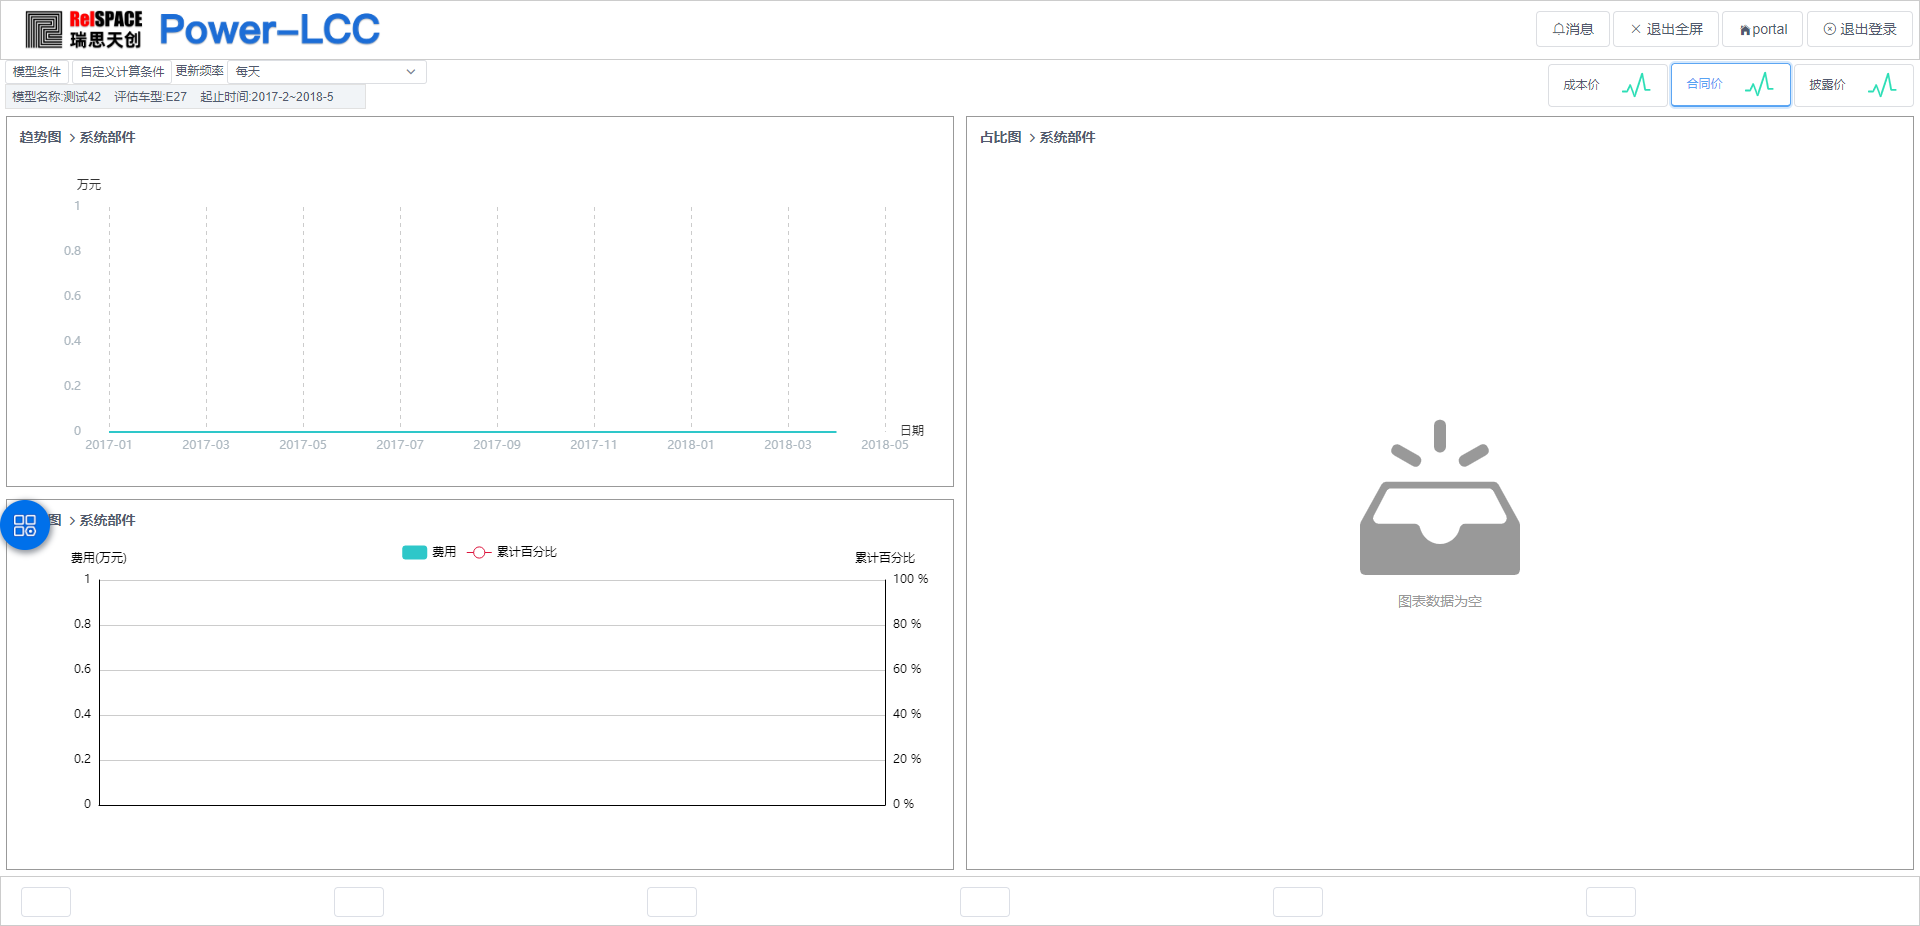 RelSPACE
瑞思天创
Power-LCC
消息
退出全屏
portal
退出登录
模型条件
自定义计算条件
更新频率
每天
模型名称:测试42 评估车型:E27 起止时间:2017-2~2018-5
成本价
合同价
披露价
趋势图 > 系统部件
万元
1
0.8
0.6
0.4
0.2
0
2017-01 2017-03 2017-05 2017-07 2017-09 2017-11 2018-01 2018-03 2018-05
日期
图 > 系统部件
费用(万元)
费用
累计百分比
累计百分比
1
0.8
0.6
0.4
0.2
0
100 %
80 %
60 %
40 %
20 %
0 %
占比图 > 系统部件
图表数据为空